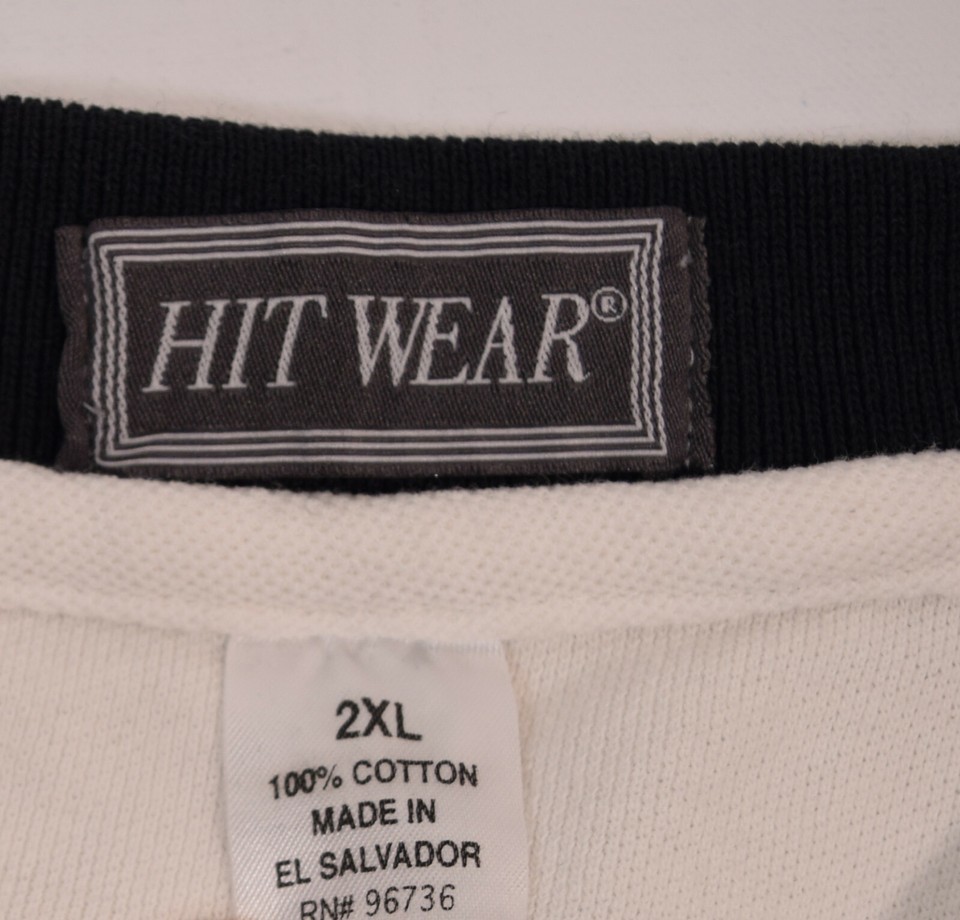 HIT WEAR®
2XL
100% COTTON
MADE IN
EL SALVADOR
RN# 96736